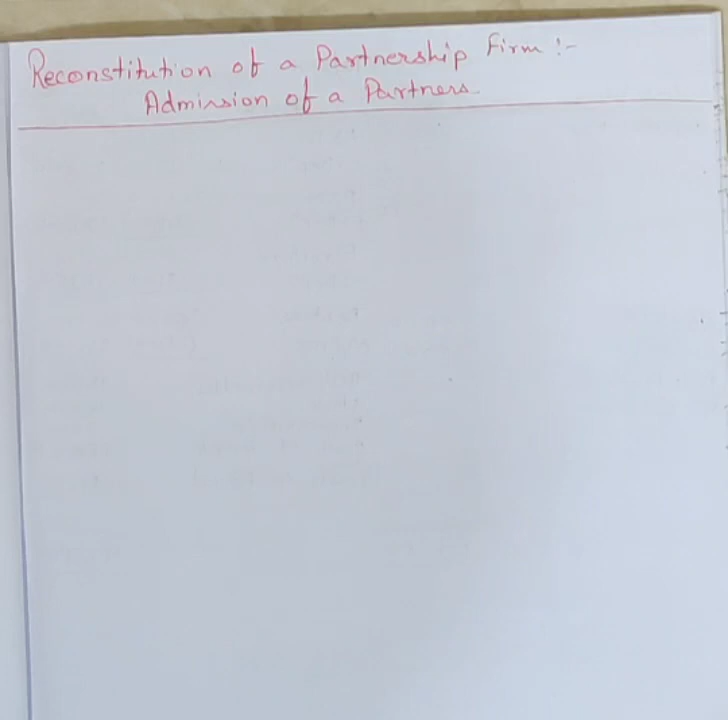 Reconstitution of a Partnership Firm :-
Admission of a Partners